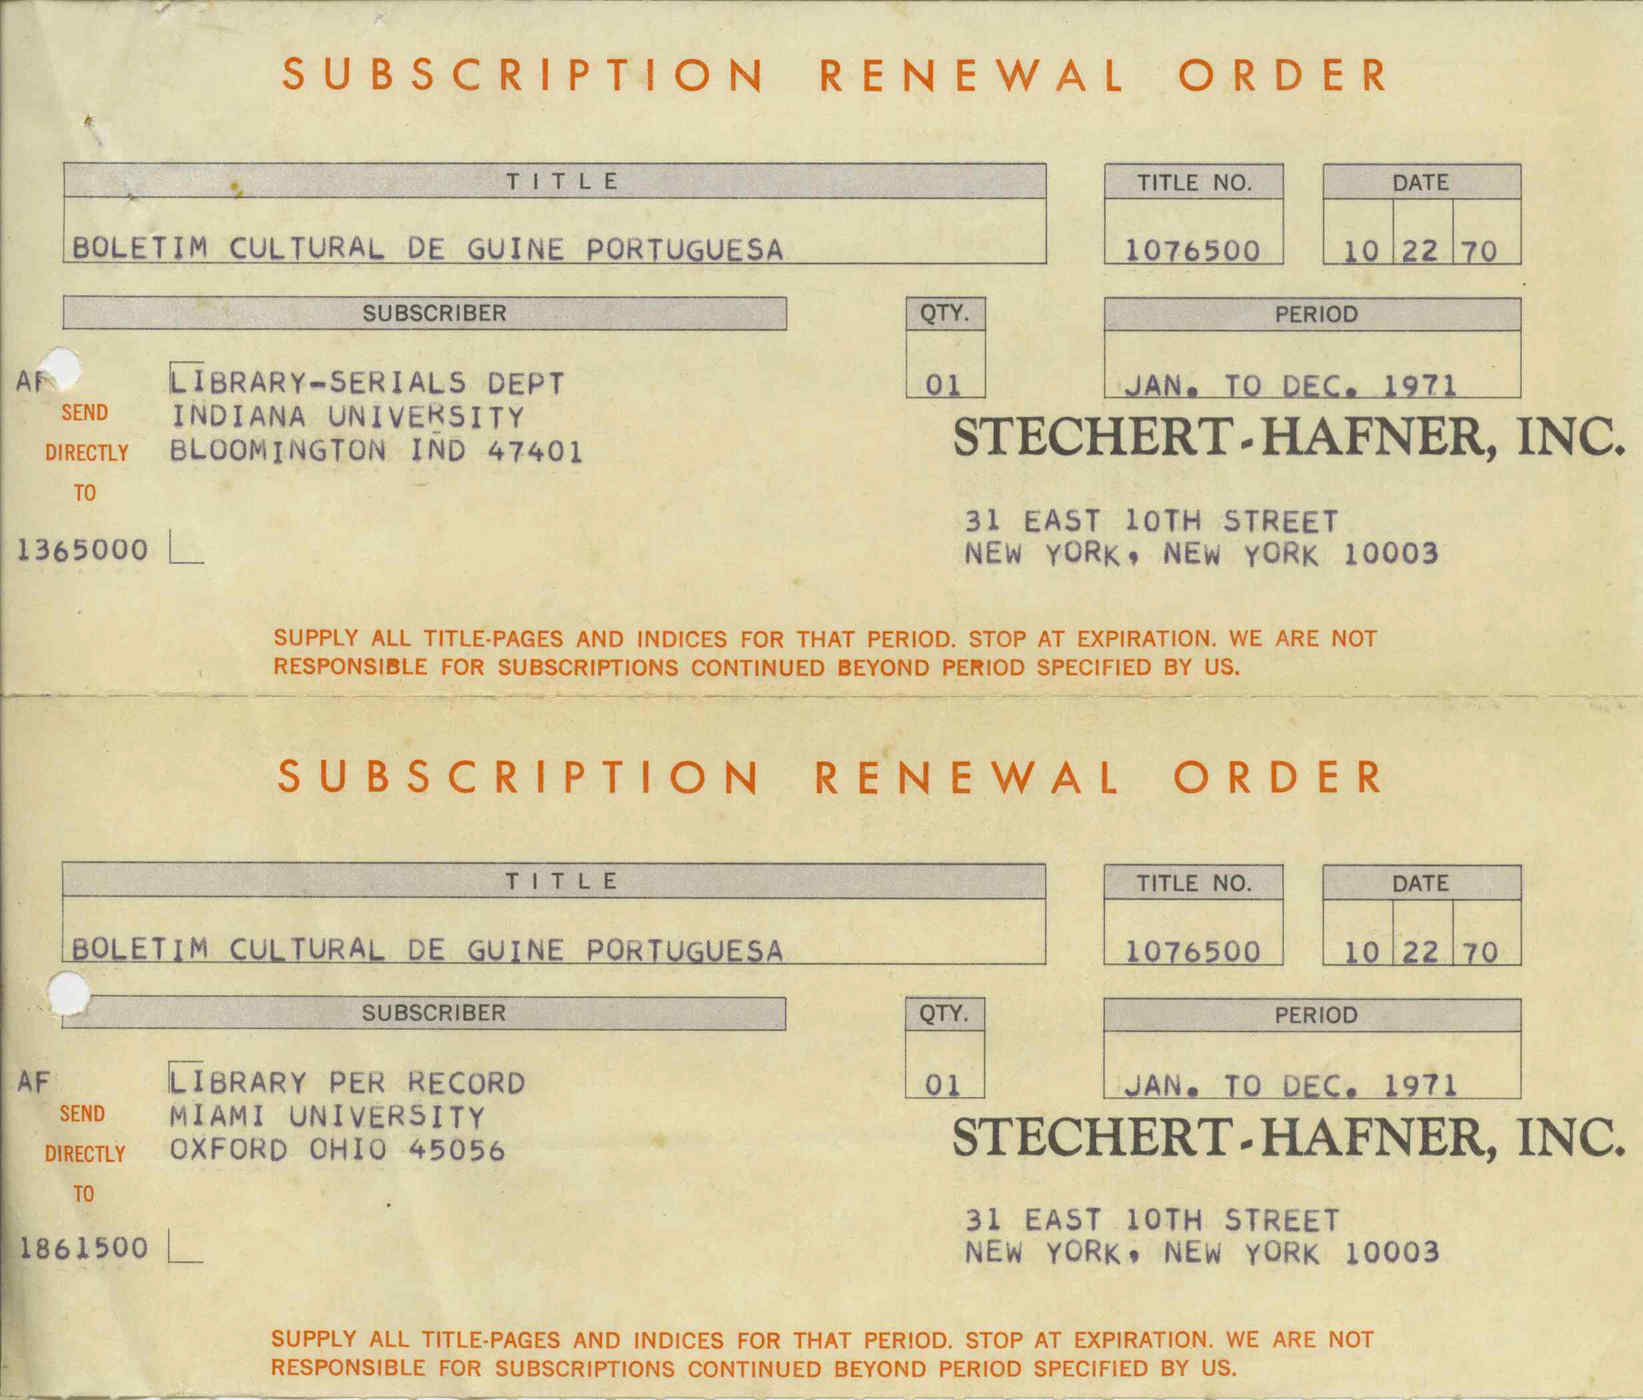 SUBSCRIPTION RENEWAL ORDER
TITLE
TITLE NO.
DATE
BOLETIM CULTURAL DE GUINE PORTUGUESA
1076500
10 22 70
SUBSCRIBER
QTY.
PERIOD
AF
LIBRARY-SERIALS DEPT
01
JAN. TO DEC. 1971
SEND
INDIANA UNIVERSITY
DIRECTLY
BLOOMINGTON IND 47401
STECHERT-HAFNER, INC.
TO
31 EAST 10TH STREET
1365000
NEW YORK, NEW YORK 10003
SUPPLY ALL TITLE-PAGES AND INDICES FOR THAT PERIOD. STOP AT EXPIRATION. WE ARE NOT
RESPONSIBLE FOR SUBSCRIPTIONS CONTINUED BEYOND PERIOD SPECIFIED BY US.
SUBSCRIPTION RENEWAL ORDER
TITLE
TITLE NO.
DATE
BOLETIM CULTURAL DE GUINE PORTUGUESA
1076500
10 22 70
SUBSCRIBER
QTY.
PERIOD
AF
LIBRARY PER RECORD
01
JAN. TO DEC. 1971
SEND
MIAMI UNIVERSITY
DIRECTLY
OXFORD OHIO 45056
STECHERT-HAFNER, INC.
TO
31 EAST 10TH STREET
1861500
NEW YORK, NEW YORK 10003
SUPPLY ALL TITLE-PAGES AND INDICES FOR THAT PERIOD. STOP AT EXPIRATION. WE ARE NOT
RESPONSIBLE FOR SUBSCRIPTIONS CONTINUED BEYOND PERIOD SPECIFIED BY US.